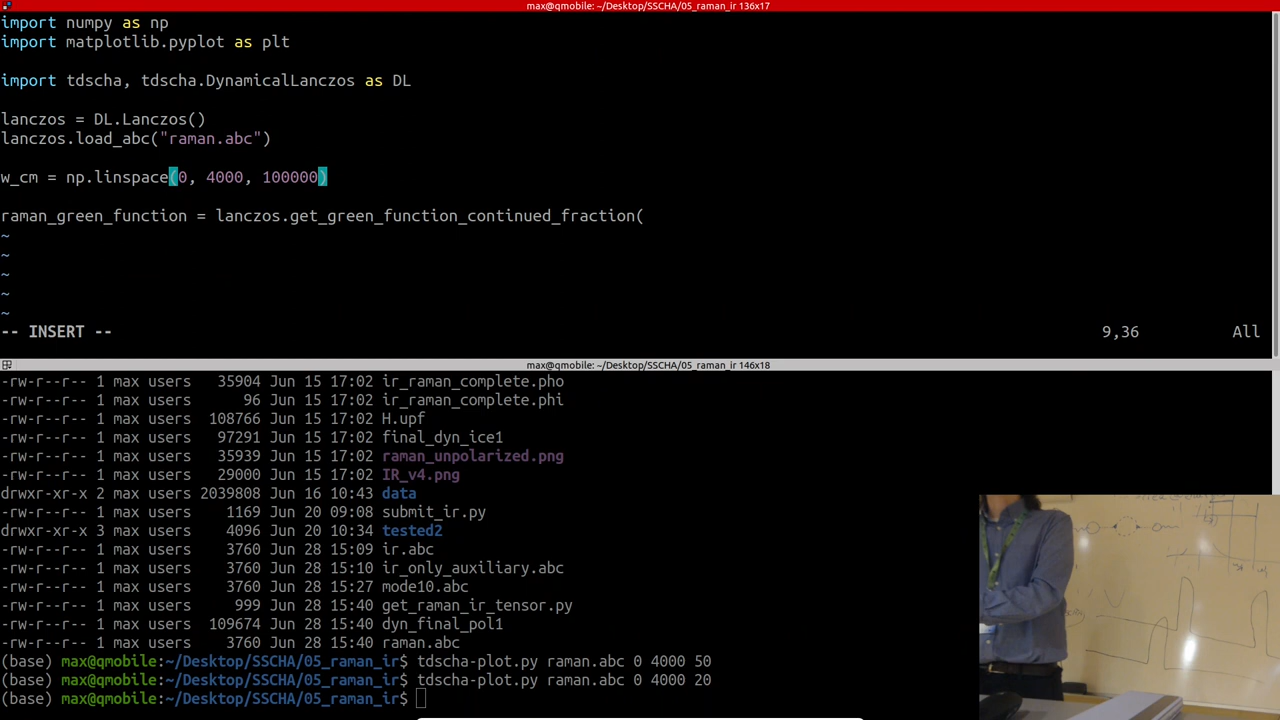 max@qmobile: ~/Desktop/SSCHA/05_raman_ir 136x17
import numpy as np
import matplotlib.pyplot as plt
import tdscha, tdscha.DynamicalLanczos as DL
lanczos = DL.Lanczos()
lanczos.load_abc("raman.abc")
w_cm = np.linspace(0, 4000, 100000)
raman_green_function = lanczos.get_green_function_continued_fraction(
~
~
~
~
~
-- INSERT -- 9,36 All
max@qmobile: ~/Desktop/SSCHA/05_raman_ir 146x18
-rw-r--r-- 1 max users 35904 Jun 15 17:02 ir_raman_complete.pho
-rw-r--r-- 1 max users 96 Jun 15 17:02 ir_raman_complete.phi
-rw-r--r-- 1 max users 108766 Jun 15 17:02 H.upf
-rw-r--r-- 1 max users 97291 Jun 15 17:02 final_dyn_ice1
-rw-r--r-- 1 max users 35939 Jun 15 17:02 raman_unpolarized.png
-rw-r--r-- 1 max users 29000 Jun 15 17:02 IR_v4.png
drwxr-xr-x 2 max users 2039808 Jun 16 10:43 data
-rw-r--r-- 1 max users 1169 Jun 20 09:08 submit_ir.py
drwxr-xr-x 3 max users 4096 Jun 20 10:34 tested2
-rw-r--r-- 1 max users 3760 Jun 28 15:09 ir.abc
-rw-r--r-- 1 max users 3760 Jun 28 15:10 ir_only_auxiliary.abc
-rw-r--r-- 1 max users 3760 Jun 28 15:27 mode10.abc
-rw-r--r-- 1 max users 999 Jun 28 15:40 get_raman_ir_tensor.py
-rw-r--r-- 1 max users 109674 Jun 28 15:40 dyn_final_pol1
-rw-r--r-- 1 max users 3760 Jun 28 15:40 raman.abc
(base) max@qmobile:~/Desktop/SSCHA/05_raman_ir$ tdscha-plot.py raman.abc 0 4000 50
(base) max@qmobile:~/Desktop/SSCHA/05_raman_ir$ tdscha-plot.py raman.abc 0 4000 20
(base) max@qmobile:~/Desktop/SSCHA/05_raman_ir$